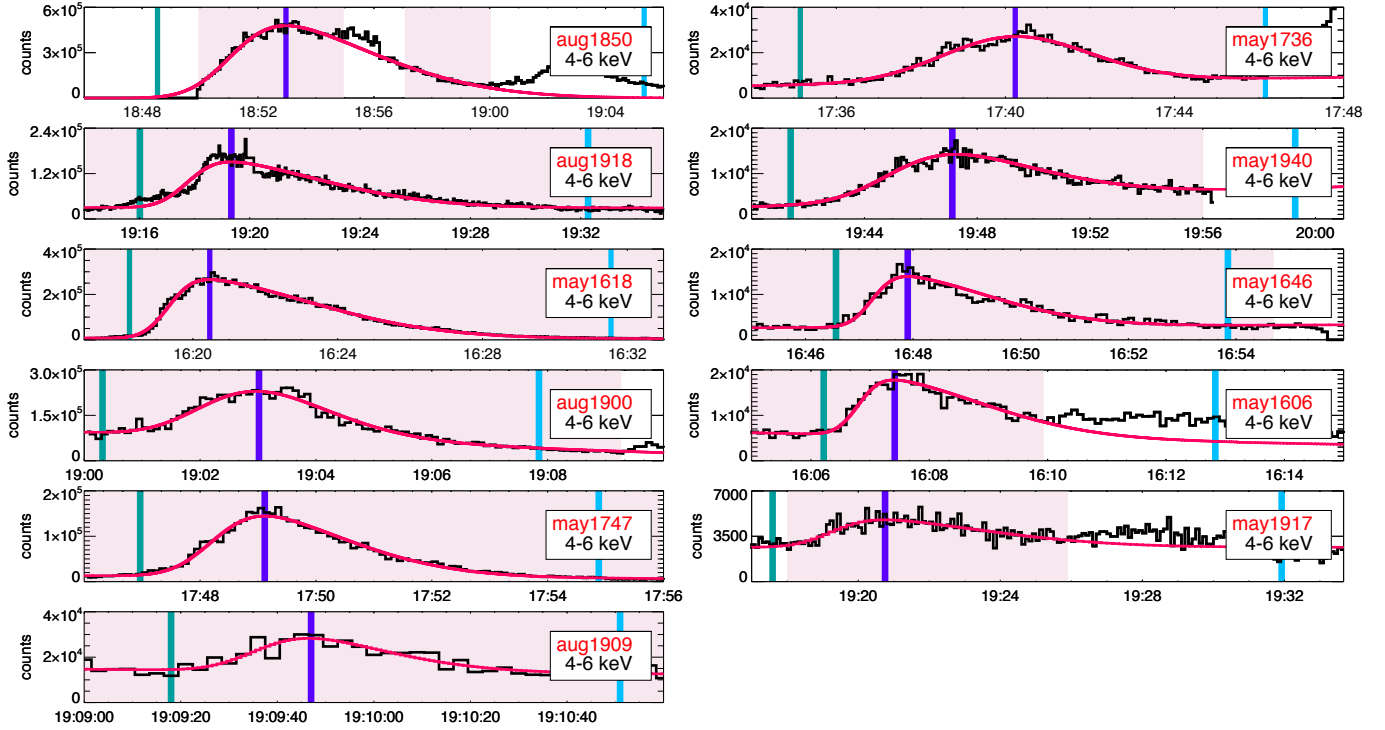 6×10⁵
3×10⁵
0
counts
aug1850
4-6 keV
18:48 18:52 18:56 19:00 19:04
2.4×10⁵
1.2×10⁵
0
counts
aug1918
4-6 keV
19:16 19:20 19:24 19:28 19:32
4×10⁵
2×10⁵
0
counts
may1618
4-6 keV
16:20 16:24 16:28 16:32
3.0×10⁵
1.5×10⁵
0
counts
aug1900
4-6 keV
19:00 19:02 19:04 19:06 19:08
2×10⁵
1×10⁵
0
counts
may1747
4-6 keV
17:48 17:50 17:52 17:54 17:56
4×10⁴
2×10⁴
0
counts
aug1909
4-6 keV
19:09:00 19:09:20 19:09:40 19:10:00 19:10:20 19:10:40
4×10⁴
2×10⁴
0
counts
may1736
4-6 keV
17:36 17:40 17:44 17:48
2×10⁴
1×10⁴
0
counts
may1940
4-6 keV
19:44 19:48 19:52 19:56 20:00
2×10⁴
1×10⁴
0
counts
may1646
4-6 keV
16:46 16:48 16:50 16:52 16:54
2×10⁴
1×10⁴
0
counts
may1606
4-6 keV
16:06 16:08 16:10 16:12 16:14
7000
3500
0
counts
may1917
4-6 keV
19:20 19:24 19:28 19:32